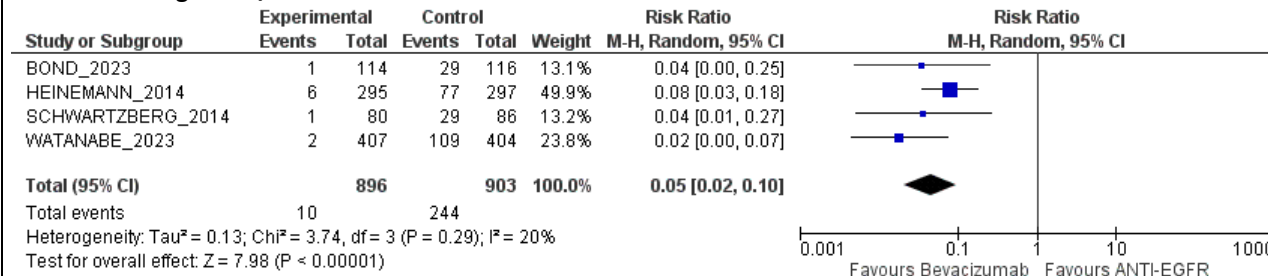 Experimental Control Risk Ratio Risk Ratio
Study or Subgroup Events Total Events Total Weight M-H, Random, 95% CI M-H, Random, 95% CI
BOND_2023 1 114 29 116 13.1% 0.04 [0.00, 0.25]
HEINEMANN_2014 6 295 77 297 49.9% 0.08 [0.03, 0.18]
SCHWARTZBERG_2014 1 80 29 86 13.2% 0.04 [0.01, 0.27]
WATANABE_2023 2 407 109 404 23.8% 0.02 [0.00, 0.07]
Total (95% CI) 896 903 100.0% 0.05 [0.02, 0.10]
Total events 10 244
Heterogeneity: Tau² = 0.13; Chi² = 3.74, df = 3 (P = 0.29); I² = 20%
Test for overall effect: Z = 7.98 (P < 0.00001)
0.001 0.1 1 10 1000
Favours Bevacizumab Favours ANTI-EGFR